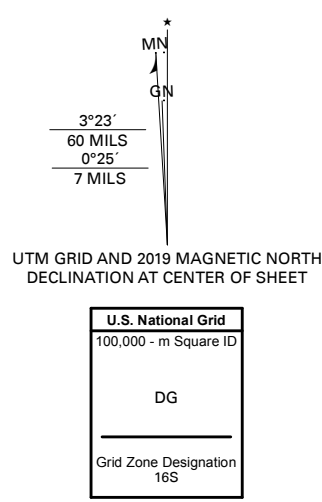 ★
MN
GN
3°23´
60 MILS
0°25´
7 MILS
UTM GRID AND 2019 MAGNETIC NORTH
DECLINATION AT CENTER OF SHEET
U.S. National Grid
100,000 - m Square ID
DG
Grid Zone Designation
16S